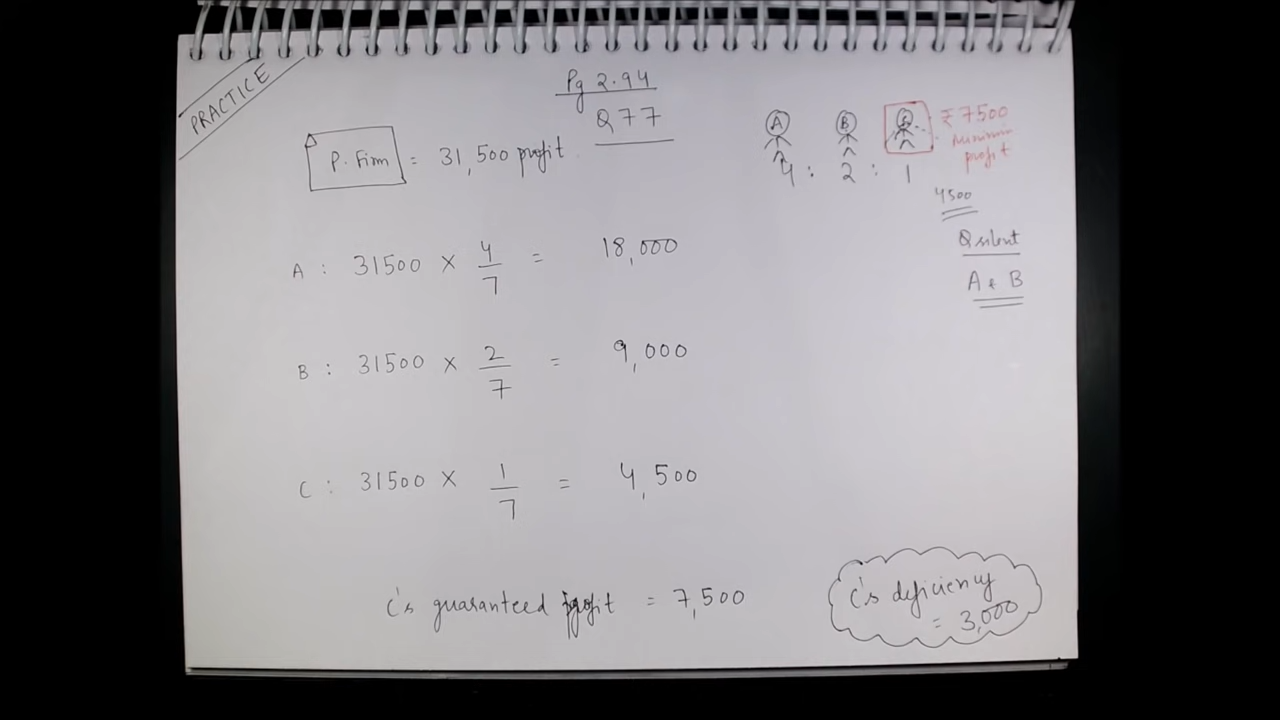 PRACTICE
Pg 2.94
Q 77
P. Firm = 31,500 profit
A B C
₹ 7500
minimum
profit
4 : 2 : 1
4500
Q silent
A & B
A : 31500 × 4/7 = 18,000
B : 31500 × 2/7 = 9,000
C : 31500 × 1/7 = 4,500
C's guaranteed profit = 7,500
C's deficiency
= 3,000